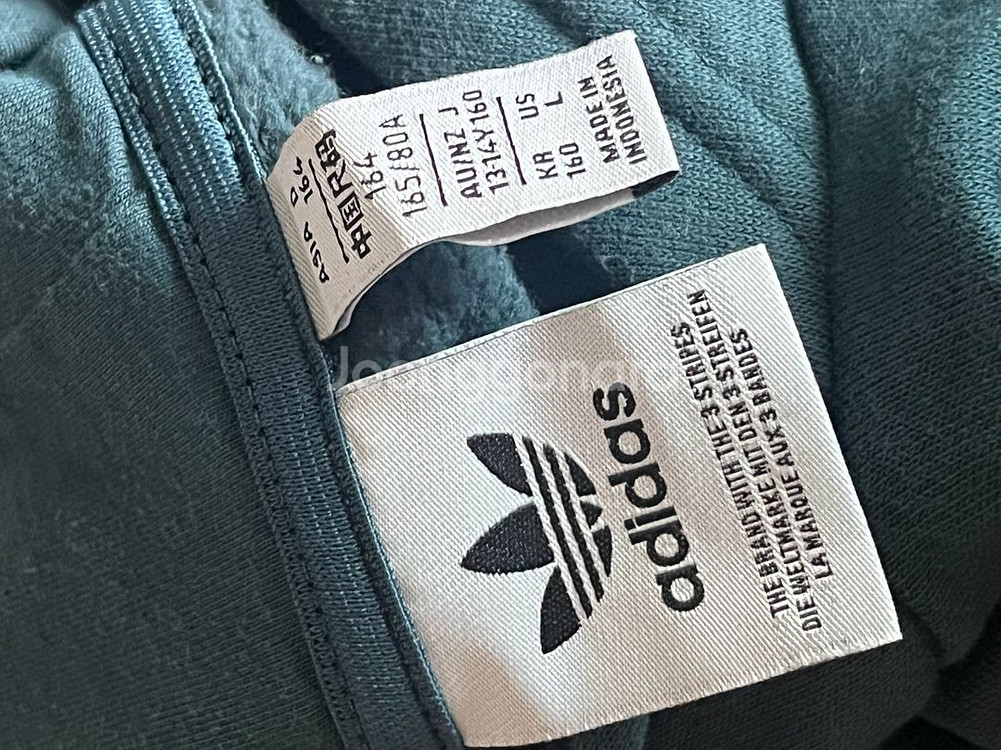 ASIA D
164
中国尺码
164
165/80A
AU/NZ J
13-14Y 160
KR US
160 L
MADE IN
INDONESIA
adidas
THE BRAND WITH THE 3 STRIPES
DIE WELTMARKE MIT DEN 3 STREIFEN
LA MARQUE AUX 3 BANDES